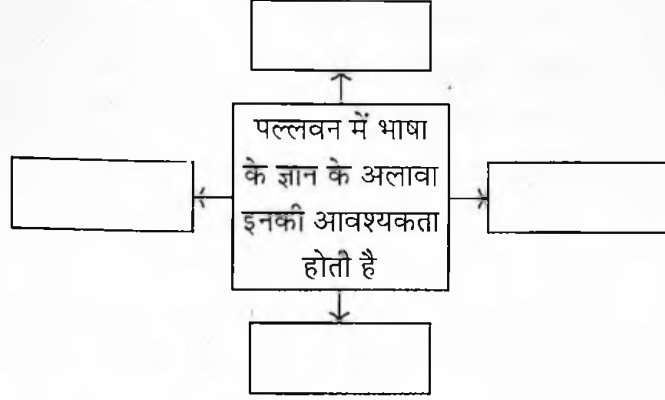 पल्लवन में भाषा
के ज्ञान के अलावा
इनकी आवश्यकता
होती है